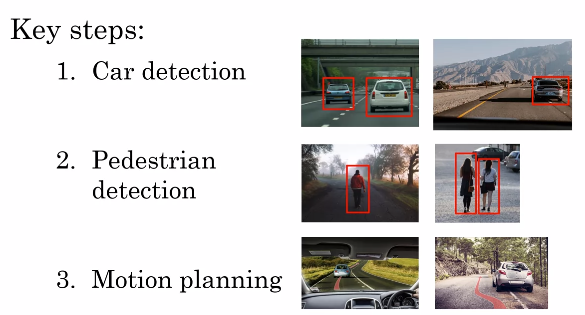 Key steps:
1. Car detection
2. Pedestrian
detection
3. Motion planning